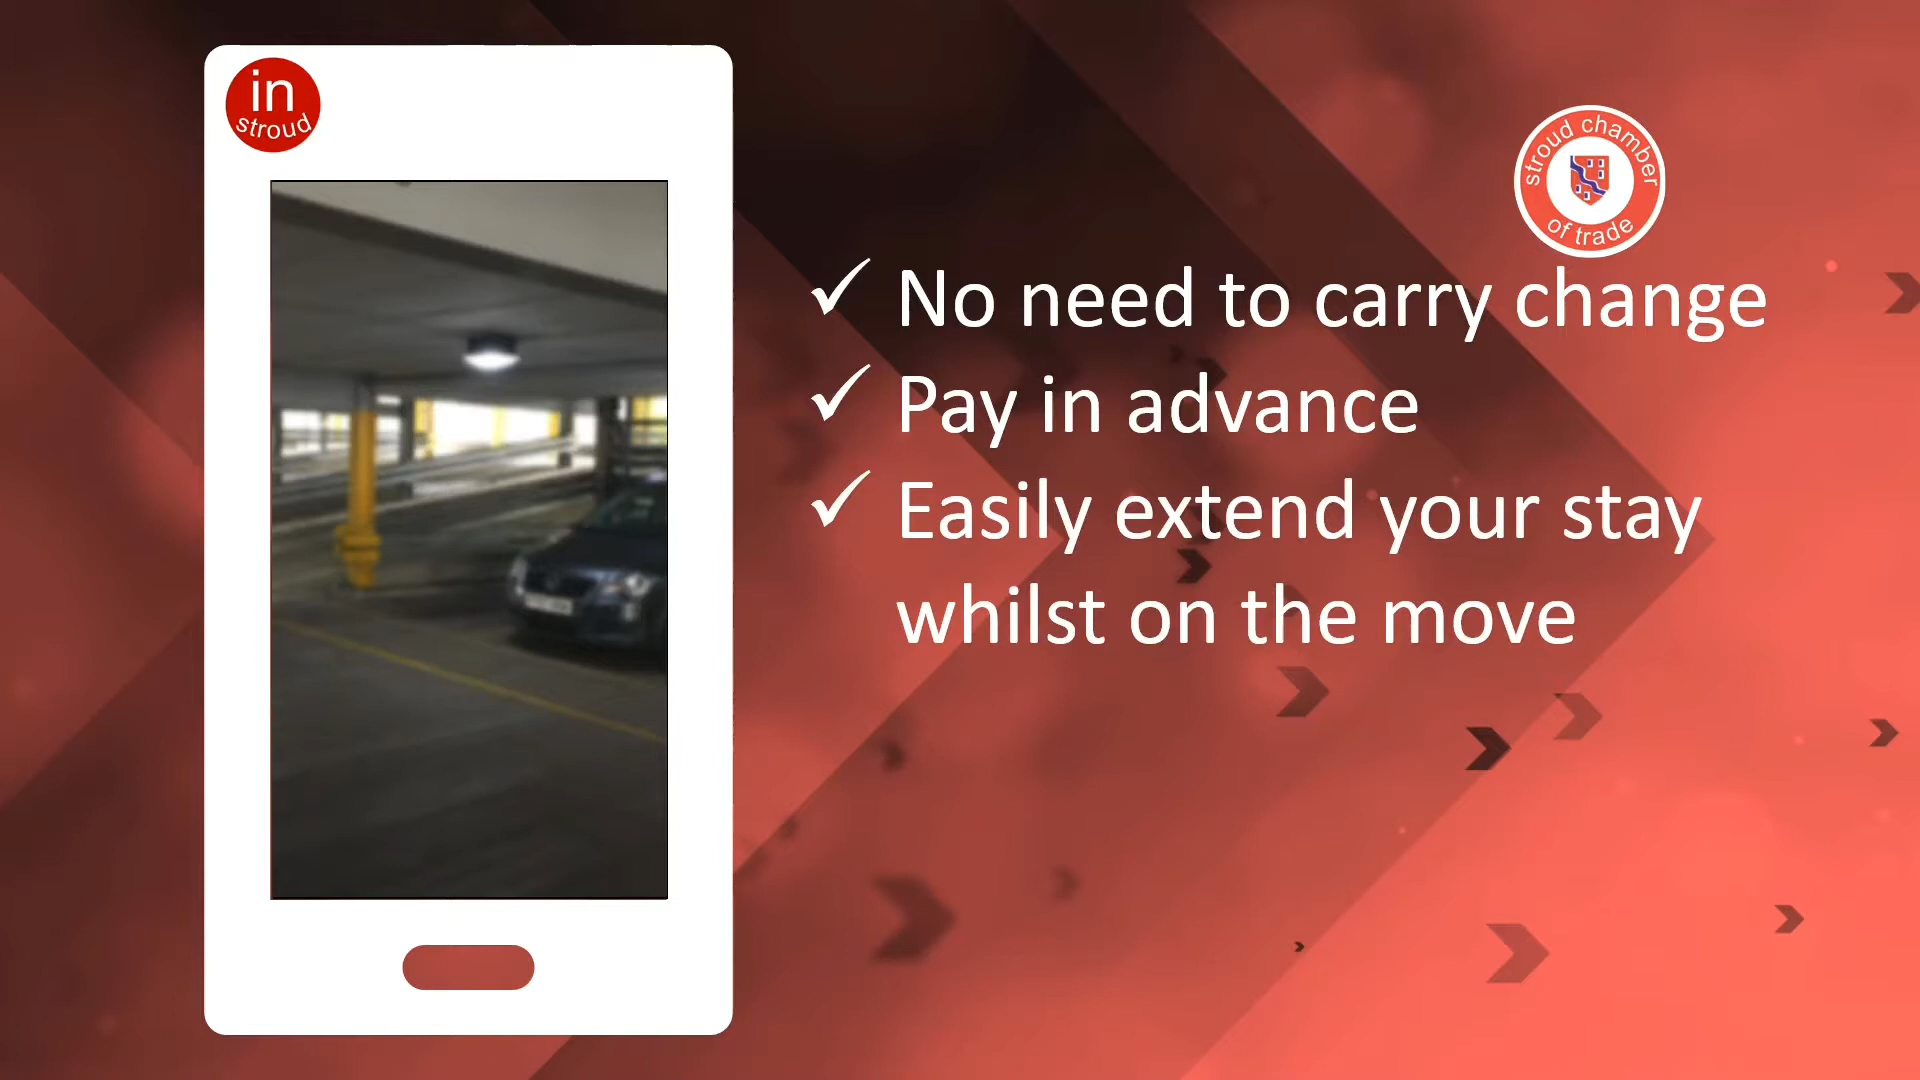 in
stroud
stroud chamber
of trade
No need to carry change
Pay in advance
Easily extend your stay
whilst on the move